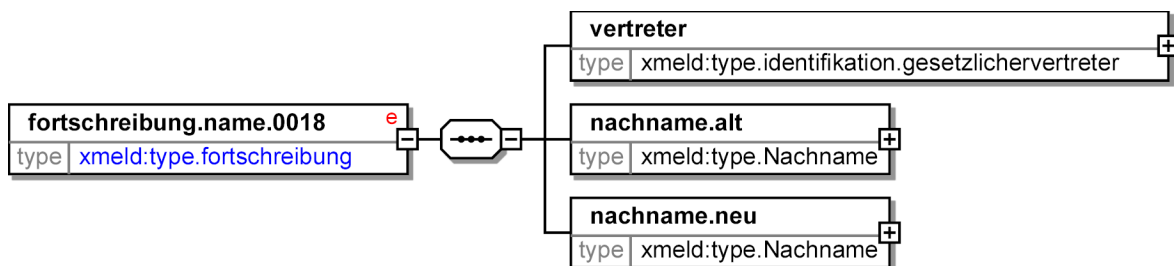 vertreter
type xmeld:type.identifikation.gesetzlichervertreter
fortschreibung.name.0018 e
type xmeld:type.fortschreibung
nachname.alt
type xmeld:type.Nachname
nachname.neu
type xmeld:type.Nachname